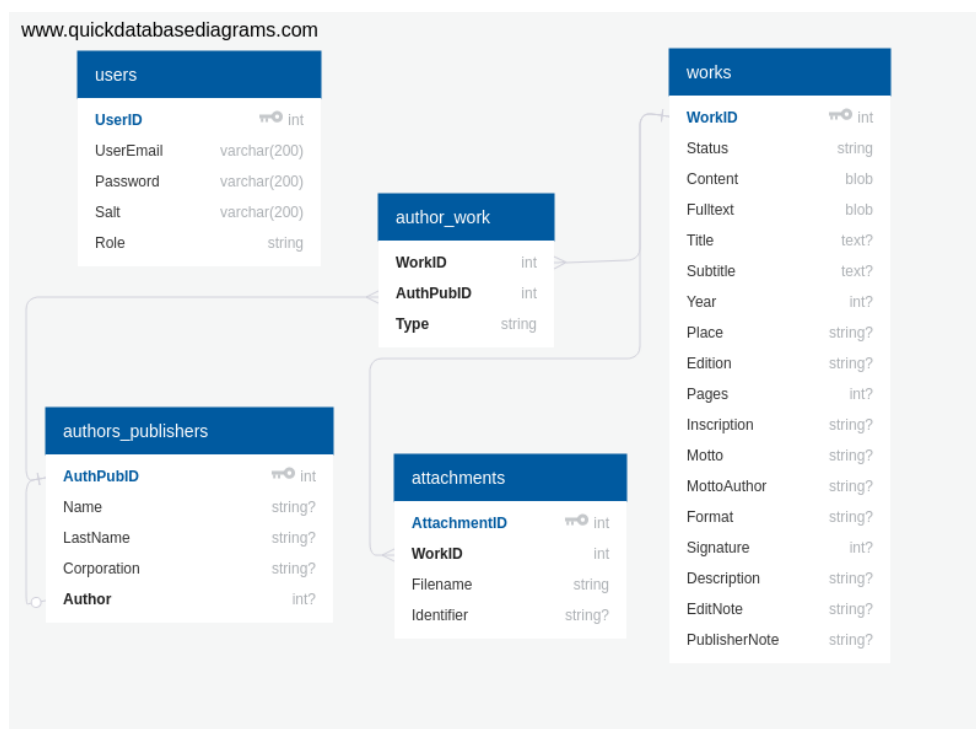 www.quickdatabasediagrams.com
users
UserID int
UserEmail varchar(200)
Password varchar(200)
Salt varchar(200)
Role string
works
WorkID int
Status string
Content blob
Fulltext blob
Title text?
Subtitle text?
Year int?
Place string?
Edition string?
Pages int?
Inscription string?
Motto string?
MottoAuthor string?
Format string?
Signature int?
Description string?
EditNote string?
PublisherNote string?
author_work
WorkID int
AuthPubID int
Type string
authors_publishers
AuthPubID int
Name string?
LastName string?
Corporation string?
Author int?
attachments
AttachmentID int
WorkID int
Filename string
Identifier string?